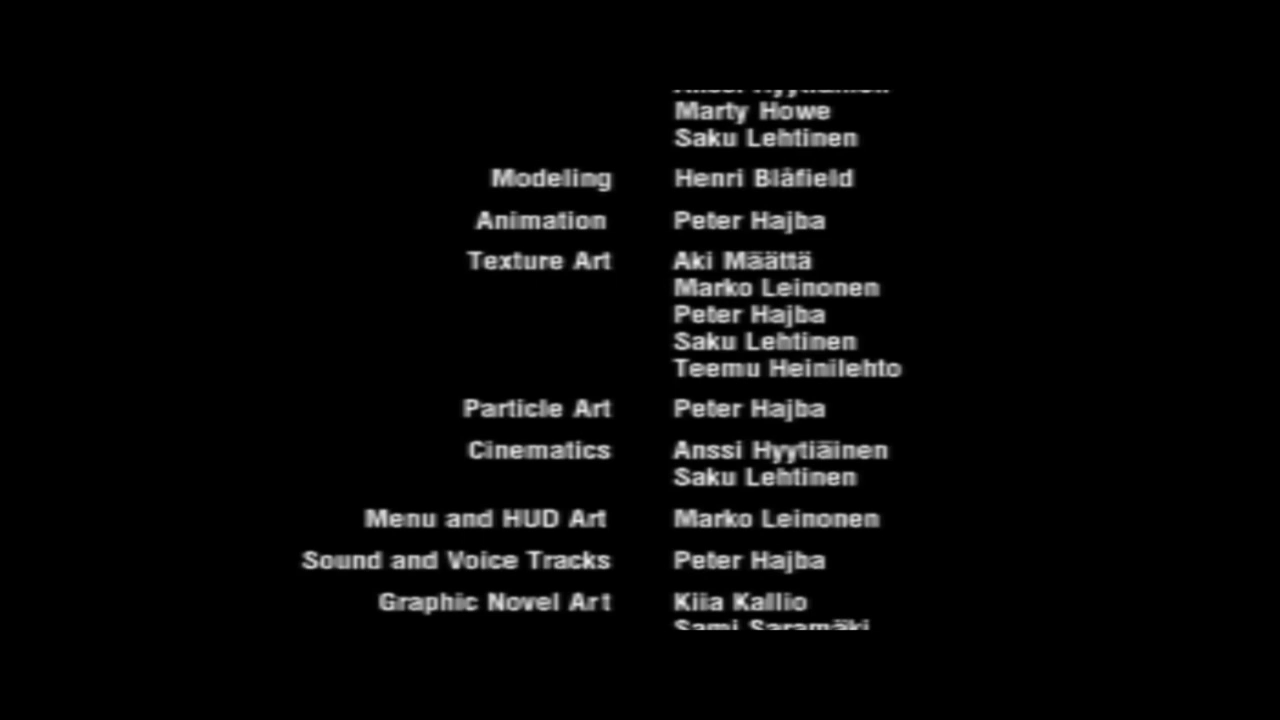 Marty Howe
Saku Lehtinen
Modeling Henri Blåfield
Animation Peter Hajba
Texture Art Aki Määttä
Marko Leinonen
Peter Hajba
Saku Lehtinen
Teemu Heinilehto
Particle Art Peter Hajba
Cinematics Anssi Hyytiäinen
Saku Lehtinen
Menu and HUD Art Marko Leinonen
Sound and Voice Tracks Peter Hajba
Graphic Novel Art Kiia Kallio
Sami Saramäki